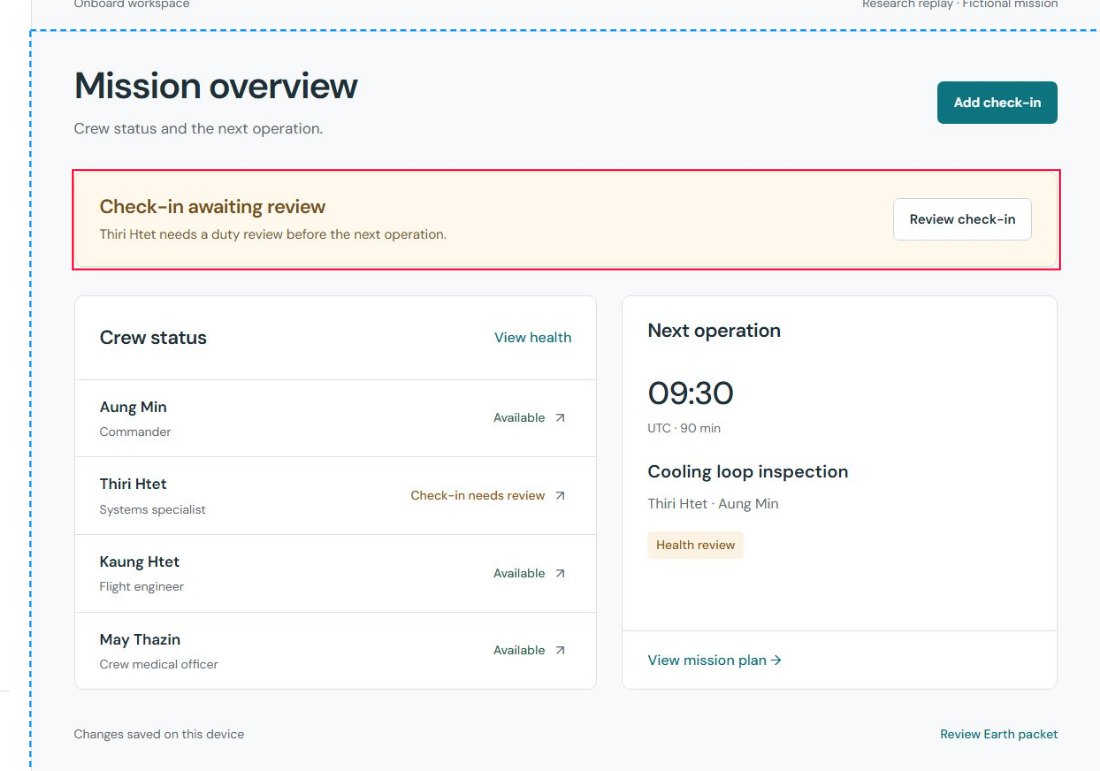 Onboard workspace
Research replay · Fictional mission
Mission overview
Crew status and the next operation.
Add check-in
Check-in awaiting review
Thiri Htet needs a duty review before the next operation.
Review check-in
Crew status
View health
Aung Min
Commander
Available ↗
Thiri Htet
Systems specialist
Check-in needs review ↗
Kaung Htet
Flight engineer
Available ↗
May Thazin
Crew medical officer
Available ↗
Next operation
09:30
UTC · 90 min
Cooling loop inspection
Thiri Htet · Aung Min
Health review
View mission plan →
Changes saved on this device
Review Earth packet